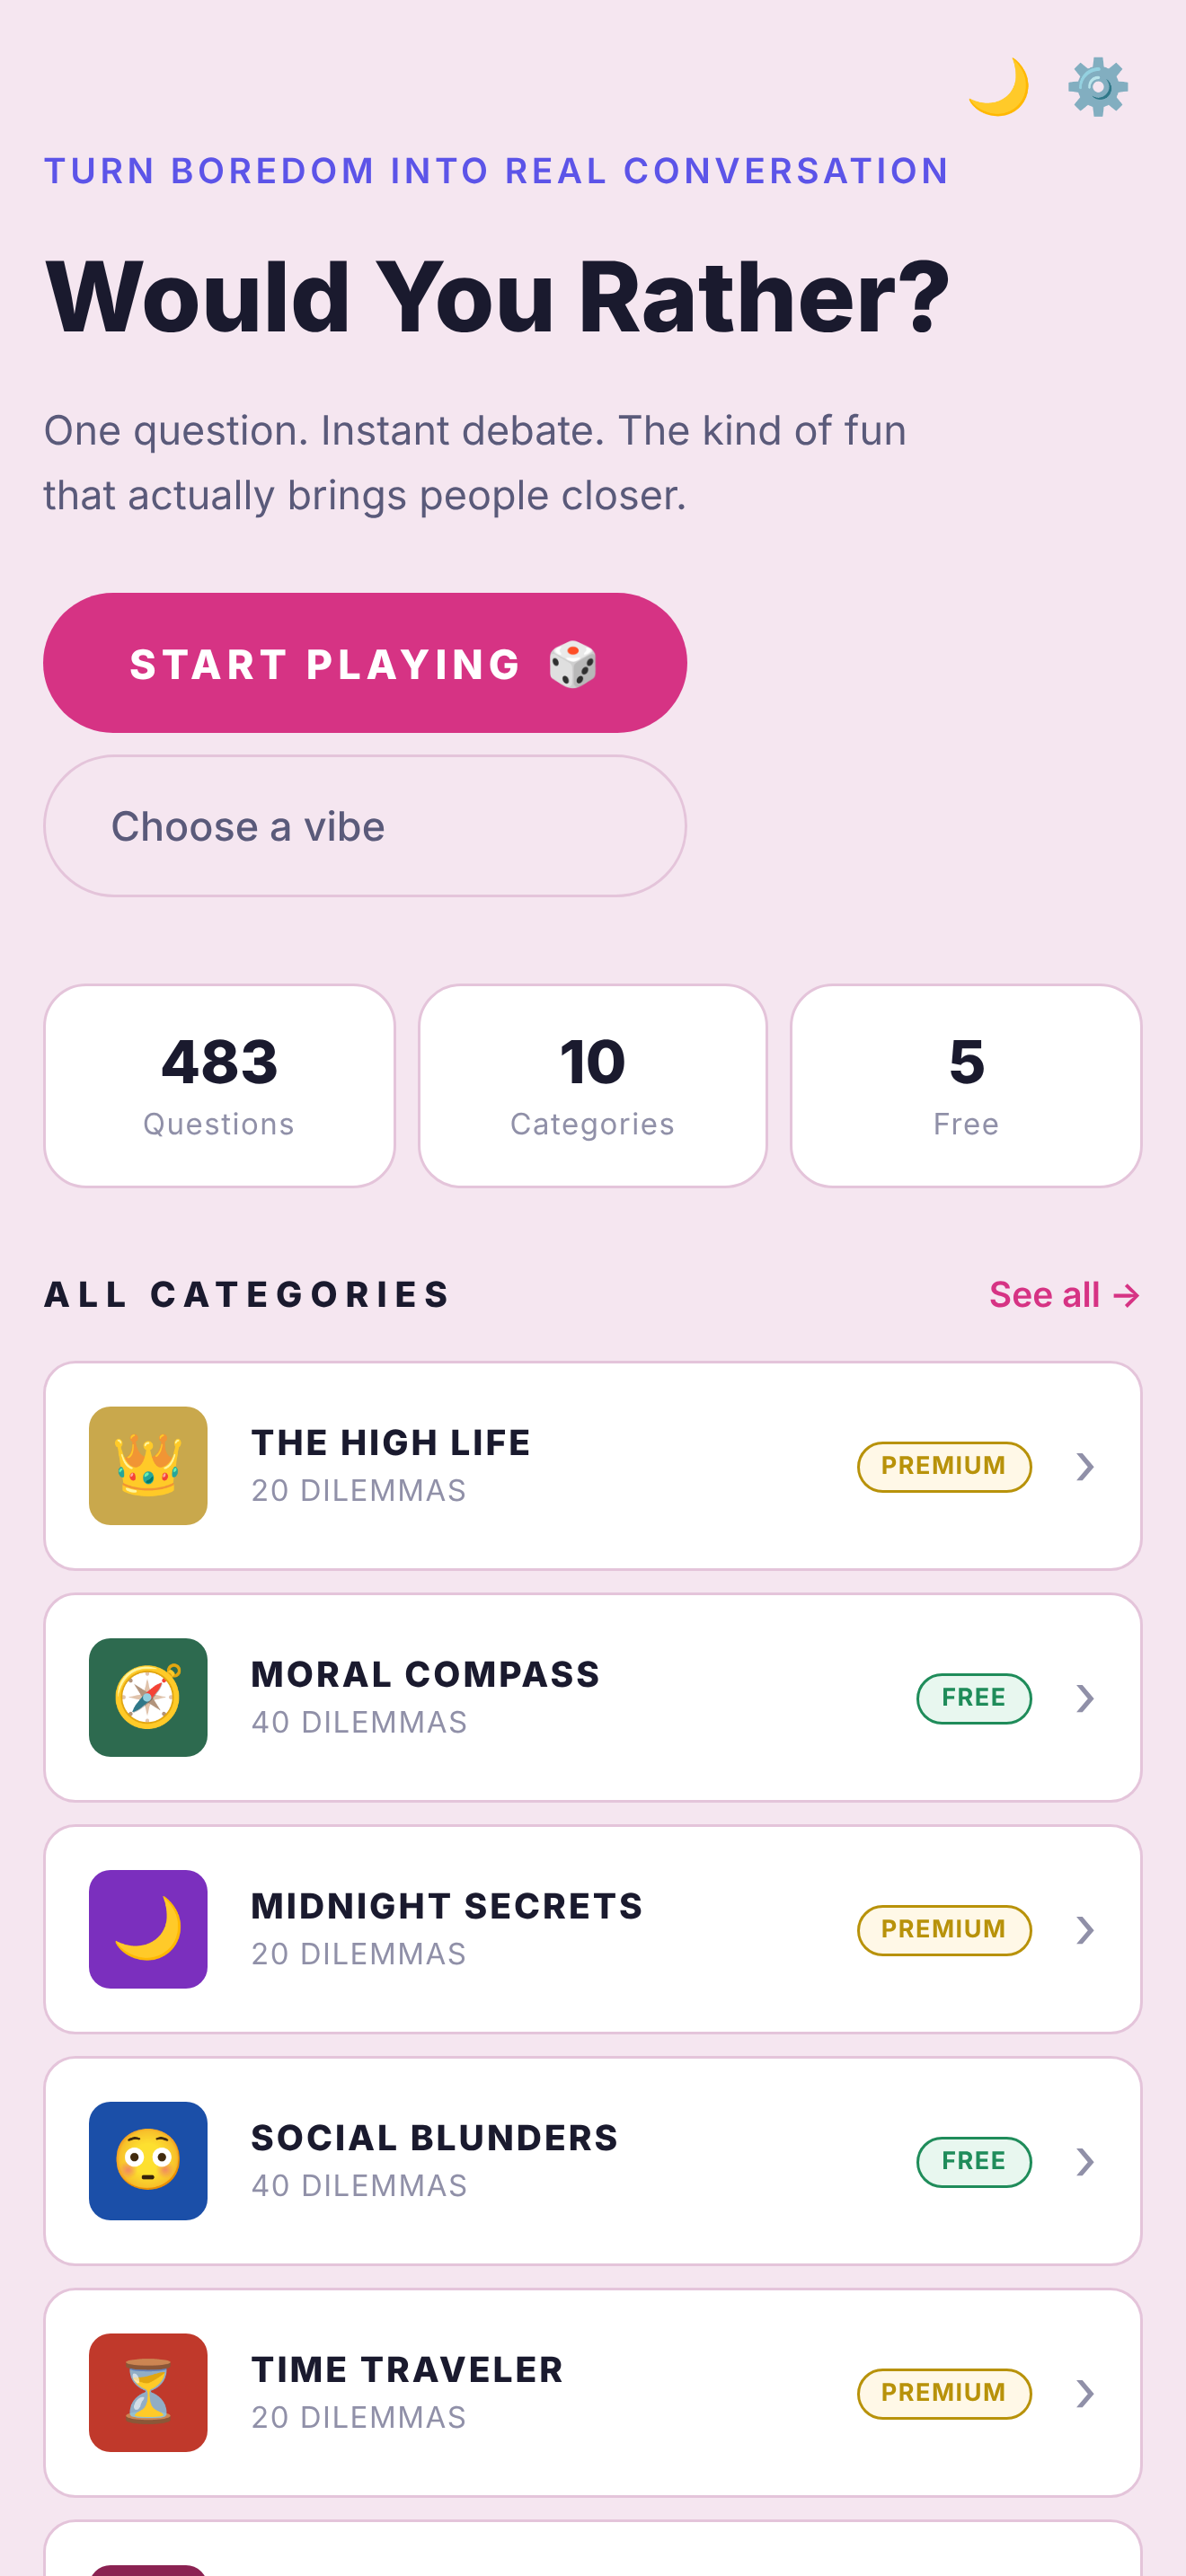 TURN BOREDOM INTO REAL CONVERSATION
Would You Rather?
One question. Instant debate. The kind of fun
that actually brings people closer.
START PLAYING 🎲
Choose a vibe
483
Questions
10
Categories
5
Free
ALL CATEGORIES
See all →
THE HIGH LIFE
20 DILEMMAS
PREMIUM
MORAL COMPASS
40 DILEMMAS
FREE
MIDNIGHT SECRETS
20 DILEMMAS
PREMIUM
SOCIAL BLUNDERS
40 DILEMMAS
FREE
TIME TRAVELER
20 DILEMMAS
PREMIUM